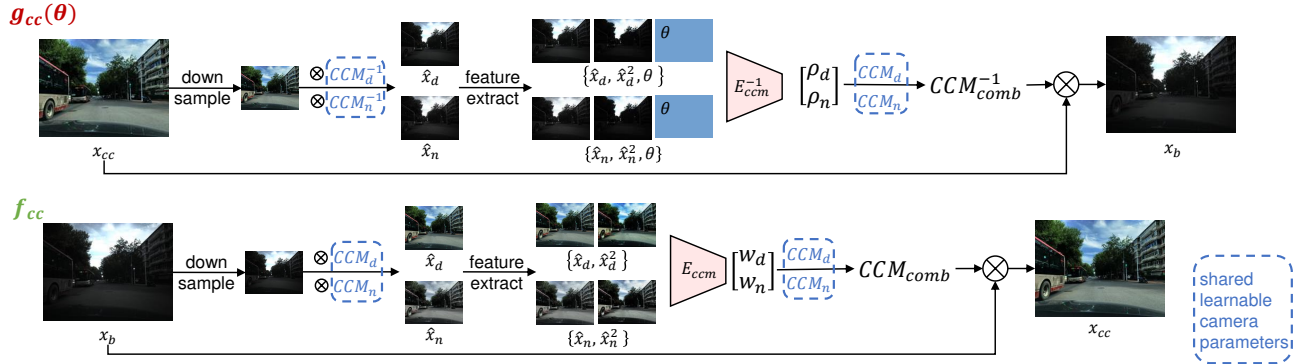 g_cc(θ)
down sample
⊗ CCM_d^{-1}
⊗ CCM_n^{-1}
x̂_d
x̂_n
feature extract
θ
{x̂_d, x̂_d^2, θ}
θ
{x̂_n, x̂_n^2, θ}
E_ccm^{-1}
[ρ_d
ρ_n]
CCM_d
CCM_n
CCM_comb^{-1}
⊗
x_cc
x_b
f_cc
down sample
⊗ CCM_d
⊗ CCM_n
x̂_d
x̂_n
feature extract
{x̂_d, x̂_d^2}
{x̂_n, x̂_n^2}
E_ccm
[w_d
w_n]
CCM_d
CCM_n
CCM_comb
⊗
x_b
x_cc
shared
learnable
camera
parameters